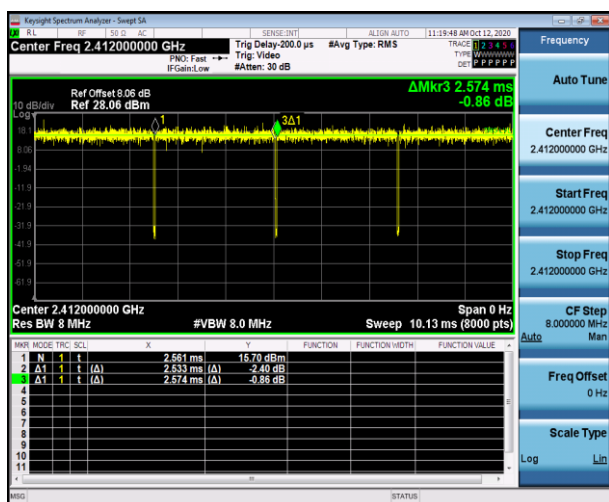 Keysight Spectrum Analyzer - Swept SA
RL RF 50 Ω AC SENSE:INT ALIGN AUTO 11:19:48 AM Oct 12, 2020
Center Freq 2.412000000 GHz Trig Delay-200.0 µs #Avg Type: RMS TRACE 1 2 3 4 5 6
PNO: Fast Trig: Video TYPE W
IFGain:Low #Atten: 30 dB DET P P P P P P
Frequency
Ref Offset 8.06 dB ΔMkr3 2.574 ms
10 dB/div Ref 28.06 dBm -0.86 dB
Log
1 3Δ1
18.1
8.06
-1.94
-11.9
-21.9
-31.9
-41.9
-51.9
-61.9
Center 2.412000000 GHz Span 0 Hz
Res BW 8 MHz #VBW 8.0 MHz Sweep 10.13 ms (8000 pts)
MKR MODE TRC SCL X Y FUNCTION FUNCTION WIDTH FUNCTION VALUE
1 N 1 t 2.561 ms 15.70 dBm
2 Δ1 1 t (Δ) 2.533 ms (Δ) -2.40 dB
3 Δ1 1 t (Δ) 2.574 ms (Δ) -0.86 dB
4
5
6
7
8
9
10
11
MSG STATUS
Auto Tune
Center Freq
2.412000000 GHz
Start Freq
2.412000000 GHz
Stop Freq
2.412000000 GHz
CF Step
8.000000 MHz
Auto Man
Freq Offset
0 Hz
Scale Type
Log Lin